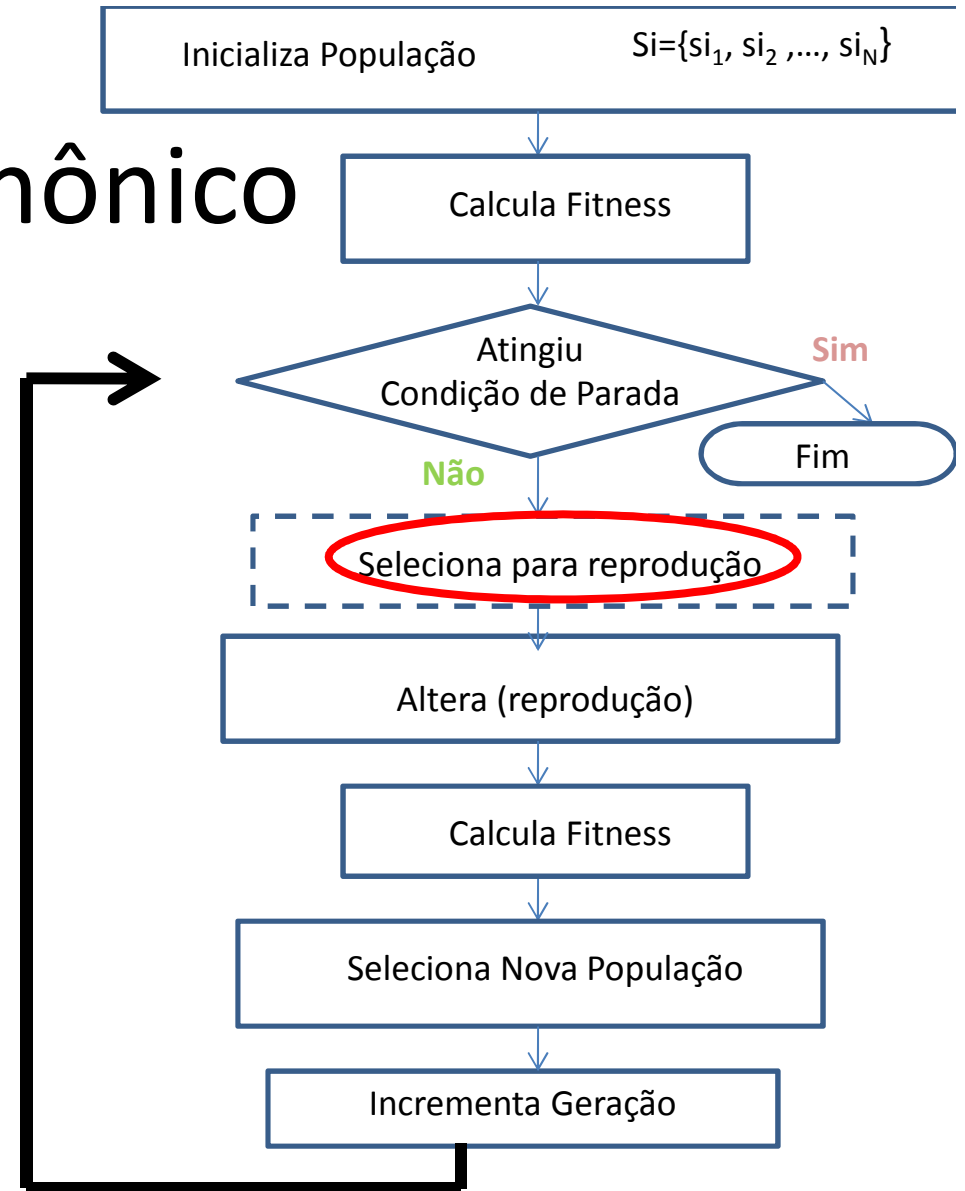 Inicializa População Si={si₁, si₂ ,..., si_N}
nônico
Calcula Fitness
Atingiu
Condição de Parada
Sim
Fim
Não
Seleciona para reprodução
Altera (reprodução)
Calcula Fitness
Seleciona Nova População
Incrementa Geração